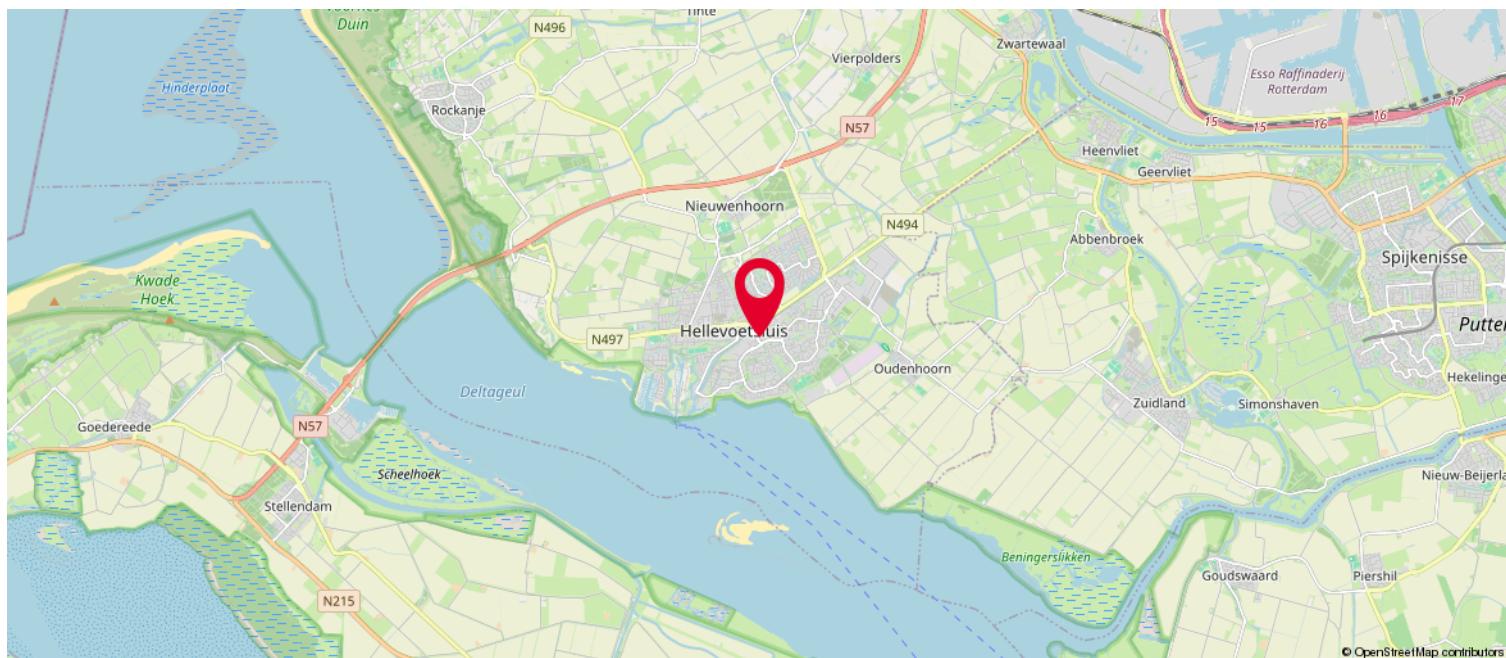 Voornes
Duin
N496
Tinte
Zwartewaal
Vierpolders
Hinderplaat
Rockanje
Esso Raffinaderij
Rotterdam
15
15
16
16
17
N57
Heenvliet
Geervliet
Nieuwenhoorn
N494
Abbenbroek
Spijkenisse
Kwade
Hoek
Hellevoetsluis
N497
Putten
Oudenhoorn
Hekelinge
Deltageul
Zuidland
Simonshaven
Goedereede
N57
Scheelhoek
Nieuw-Beijerla
Stellendam
Beningerslikken
Goudswaard
Piershil
N215
© OpenStreetMap contributors